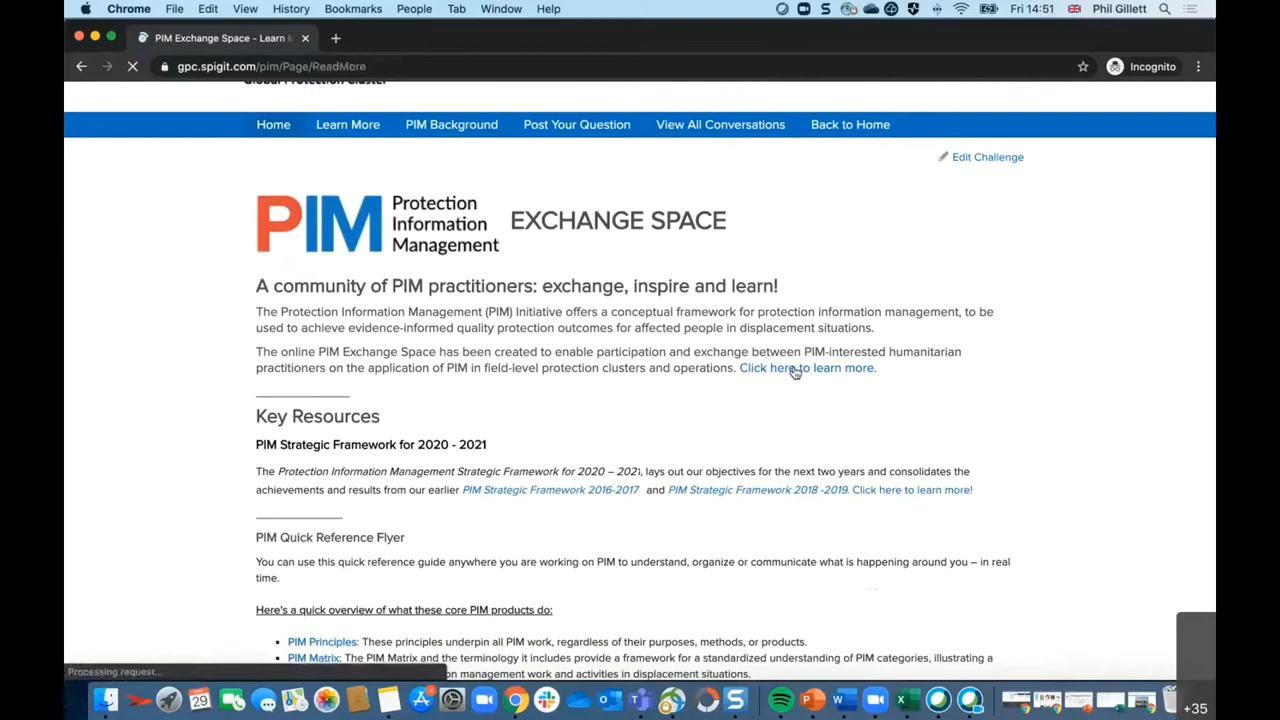 Chrome File Edit View History Bookmarks People Tab Window Help Fri 14:51 Phil Gillett
PIM Exchange Space - Learn
gpc.spigit.com/pim/Page/ReadMore Incognito
Home Learn More PIM Background Post Your Question View All Conversations Back to Home
Edit Challenge
PIM Protection Information Management EXCHANGE SPACE
A community of PIM practitioners: exchange, inspire and learn!
The Protection Information Management (PIM) Initiative offers a conceptual framework for protection information management, to be
used to achieve evidence-informed quality protection outcomes for affected people in displacement situations.
The online PIM Exchange Space has been created to enable participation and exchange between PIM-interested humanitarian
practitioners on the application of PIM in field-level protection clusters and operations. Click here to learn more.
Key Resources
PIM Strategic Framework for 2020 - 2021
The Protection Information Management Strategic Framework for 2020 – 2021, lays out our objectives for the next two years and consolidates the
achievements and results from our earlier PIM Strategic Framework 2016-2017 and PIM Strategic Framework 2018 -2019. Click here to learn more!
PIM Quick Reference Flyer
You can use this quick reference guide anywhere you are working on PIM to understand, organize or communicate what is happening around you – in real
time.
Here's a quick overview of what these core PIM products do:
PIM Principles: These principles underpin all PIM work, regardless of their purposes, methods, or products.
PIM Matrix: The PIM Matrix and the terminology it includes provide a framework for a standardized understanding of PIM categories, illustrating a
Processing request... management work and activities in displacement situations.
+35